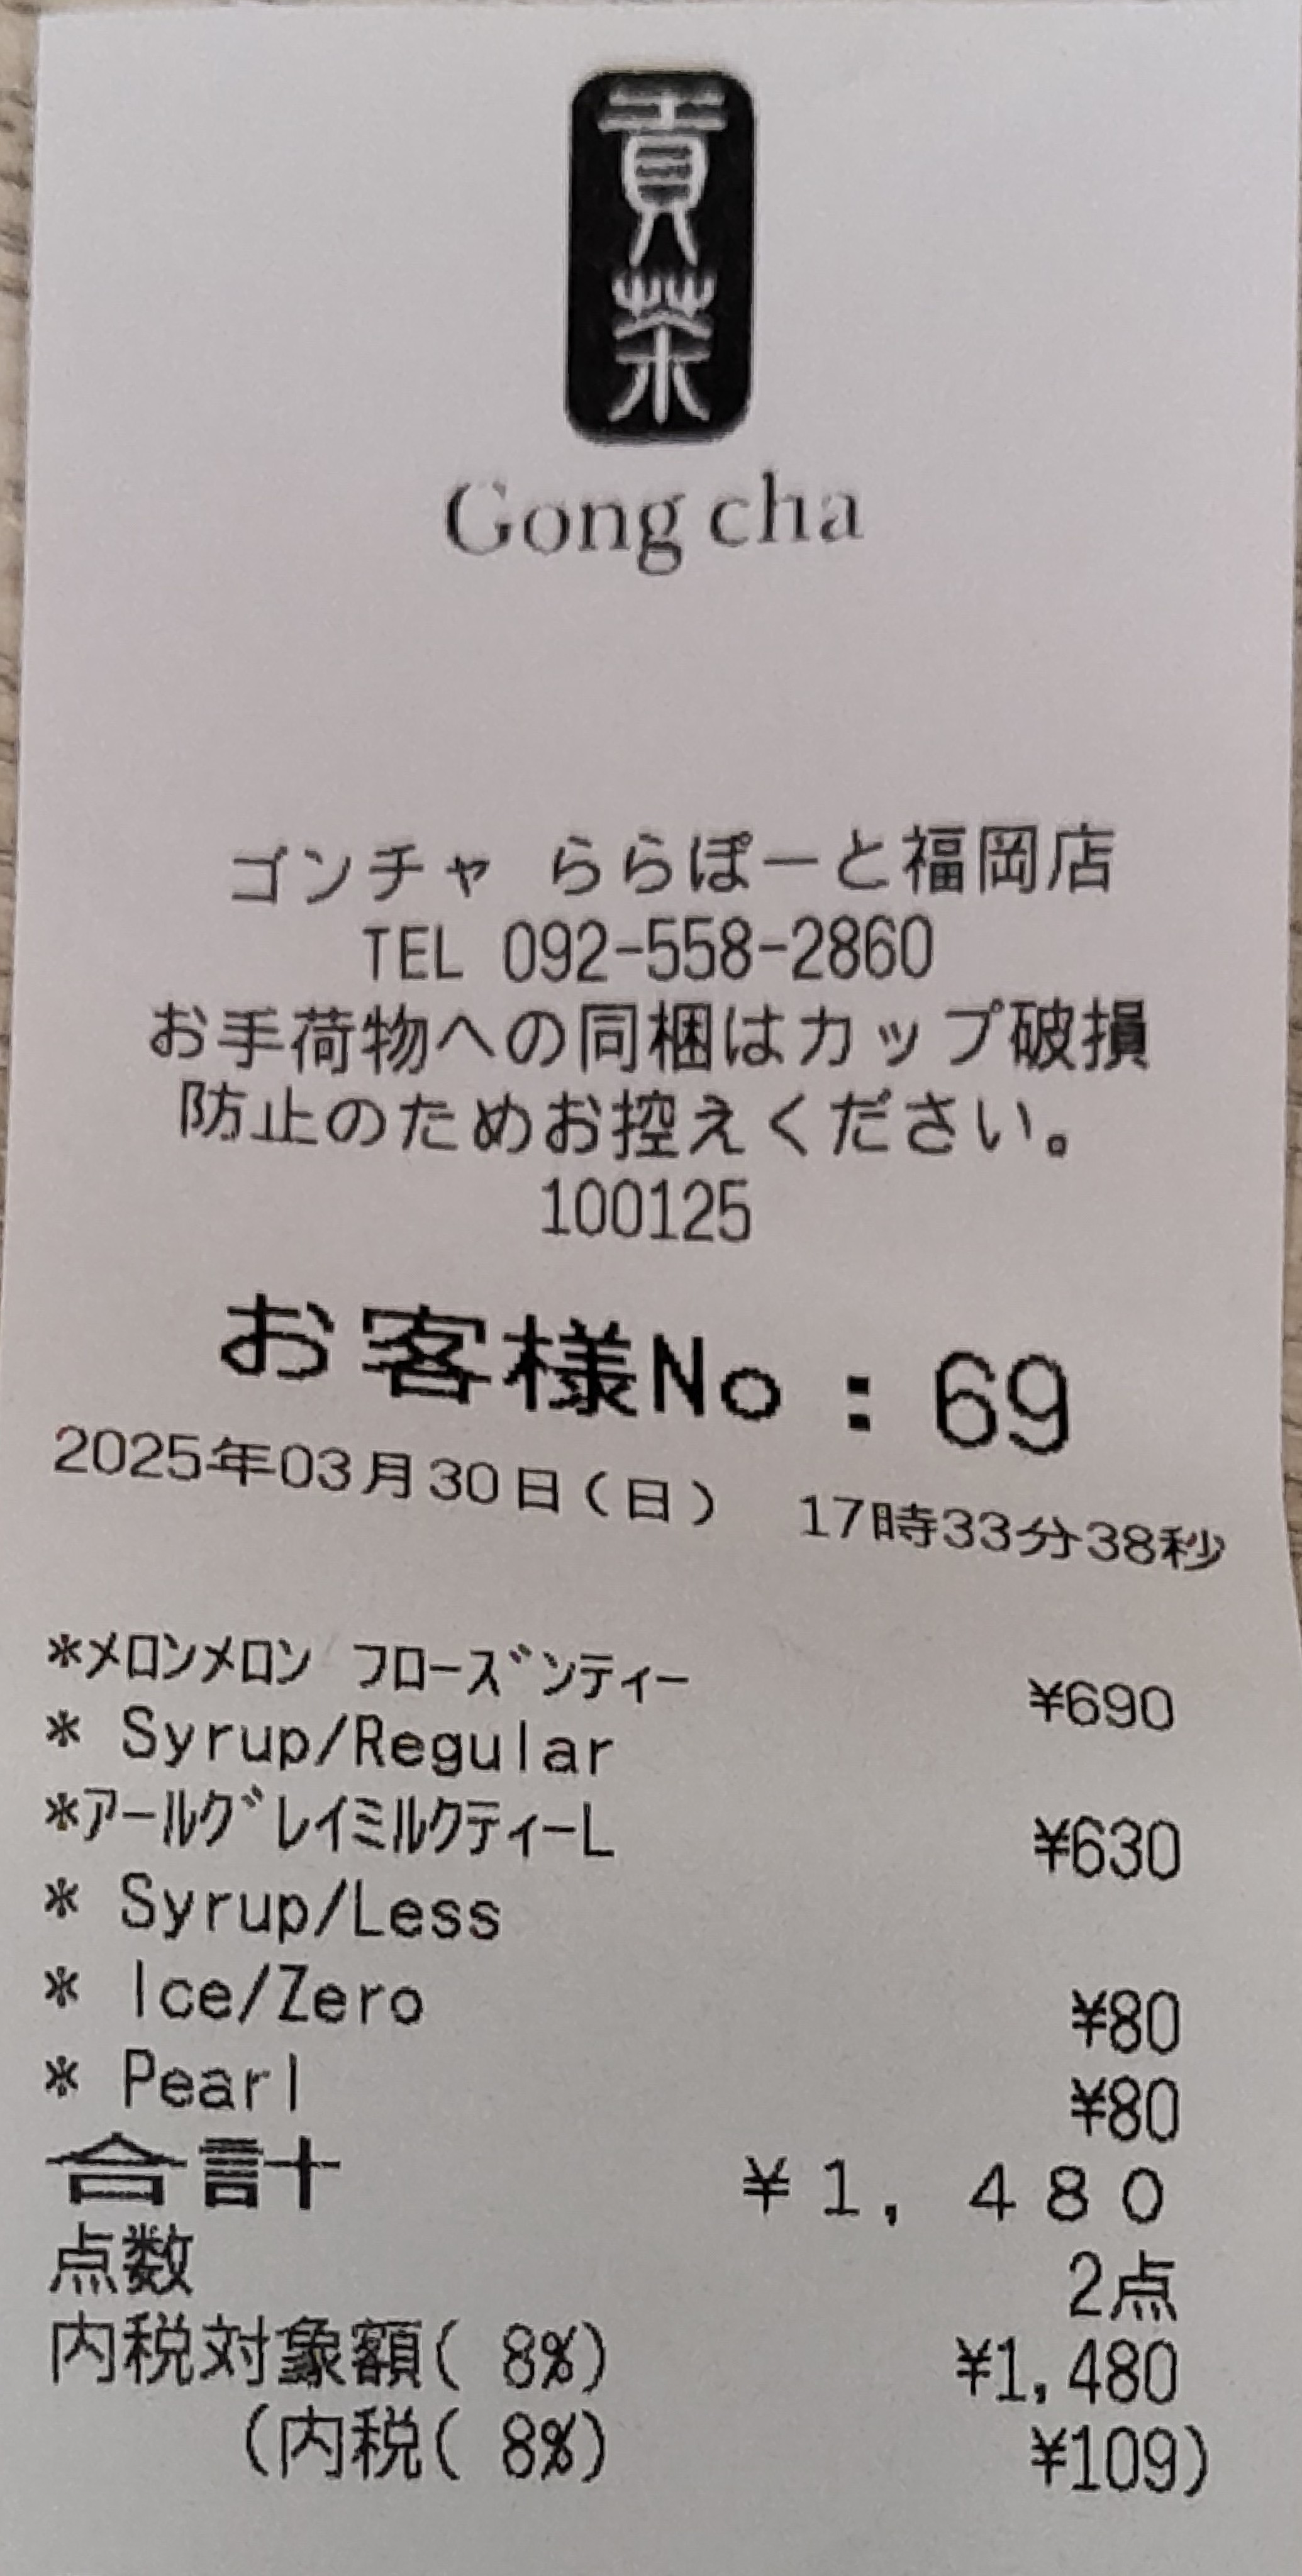 貢茶
Gong cha
ゴンチャ ららぽーと福岡店
TEL 092-558-2860
お手荷物への同梱はカップ破損
防止のためお控えください。
100125
お客様No：69
2025年03月30日(日) 17時33分38秒
*ﾒﾛﾝﾒﾛﾝ ﾌﾛｰｽﾞﾝﾃｨｰ ¥690
* Syrup/Regular
*ｱｰﾙｸﾞﾚｲﾐﾙｸﾃｨｰL ¥630
* Syrup/Less
* Ice/Zero ¥80
* Pearl ¥80
合計 ¥1,480
点数 2点
内税対象額( 8%) ¥1,480
(内税( 8%) ¥109)